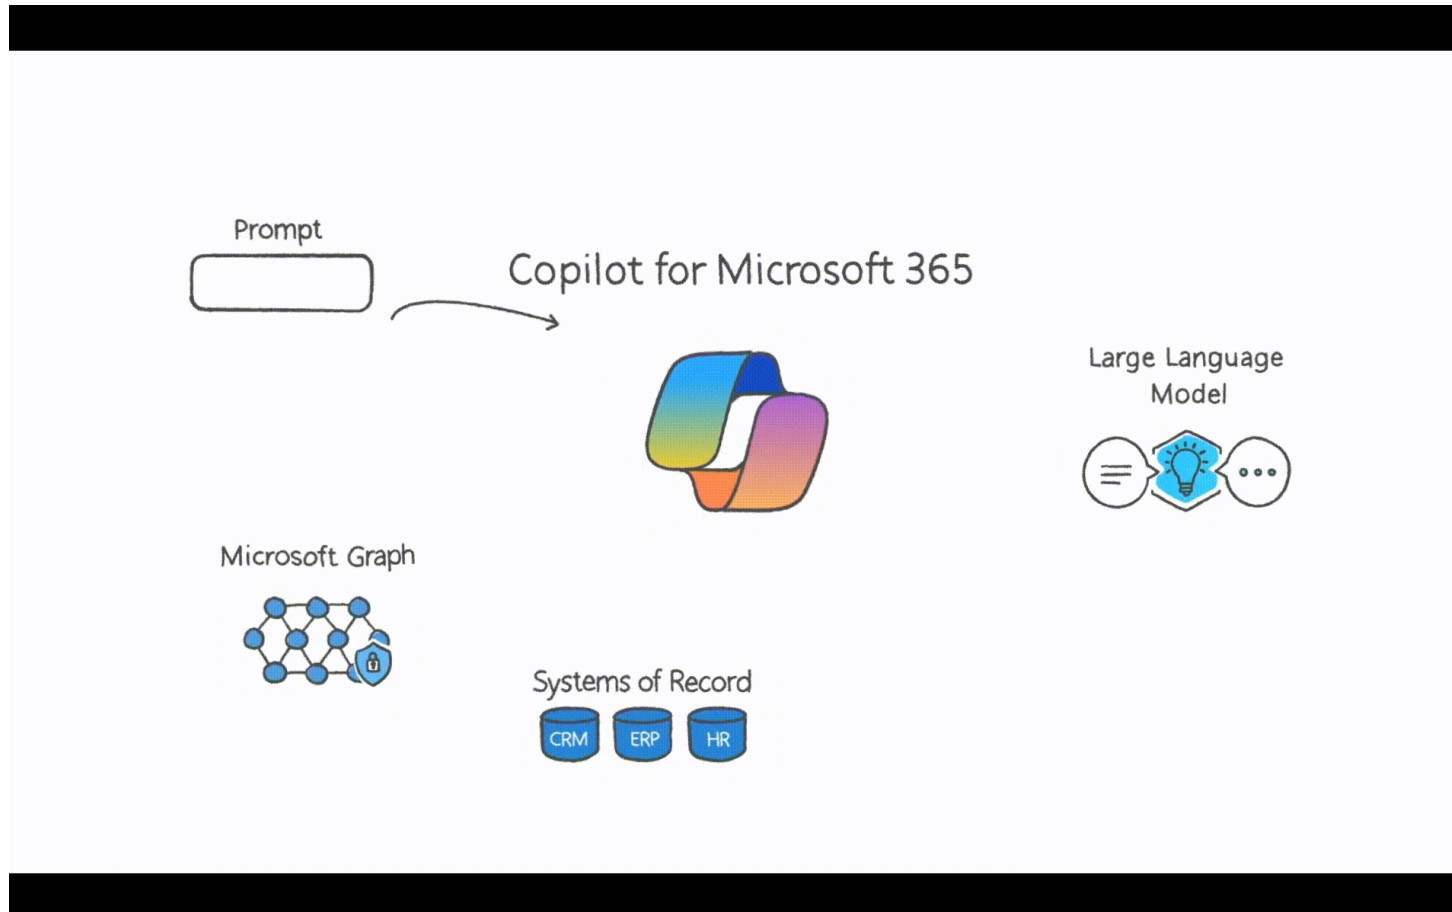 Prompt
Copilot for Microsoft 365
Large Language
Model
Microsoft Graph
Systems of Record
CRM
ERP
HR